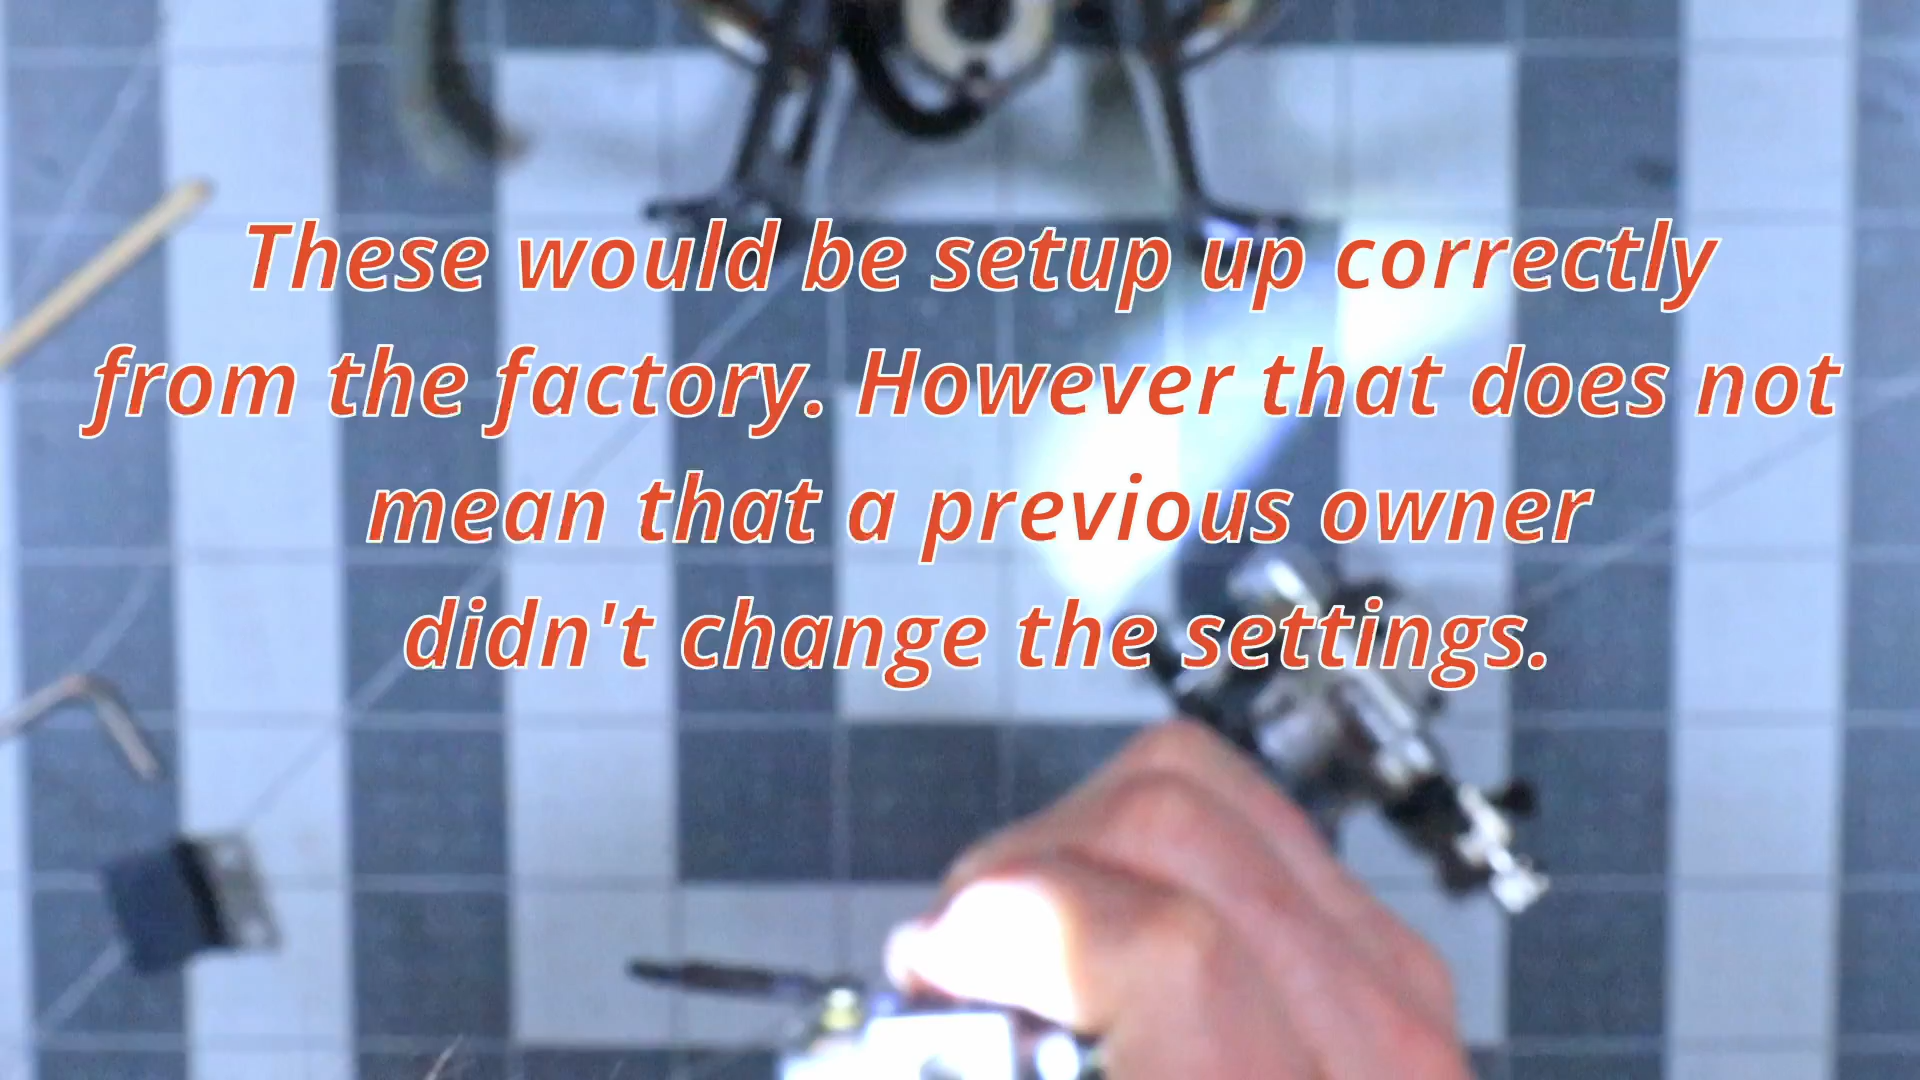 These would be setup up correctly
from the factory. However that does not
mean that a previous owner
didn't change the settings.